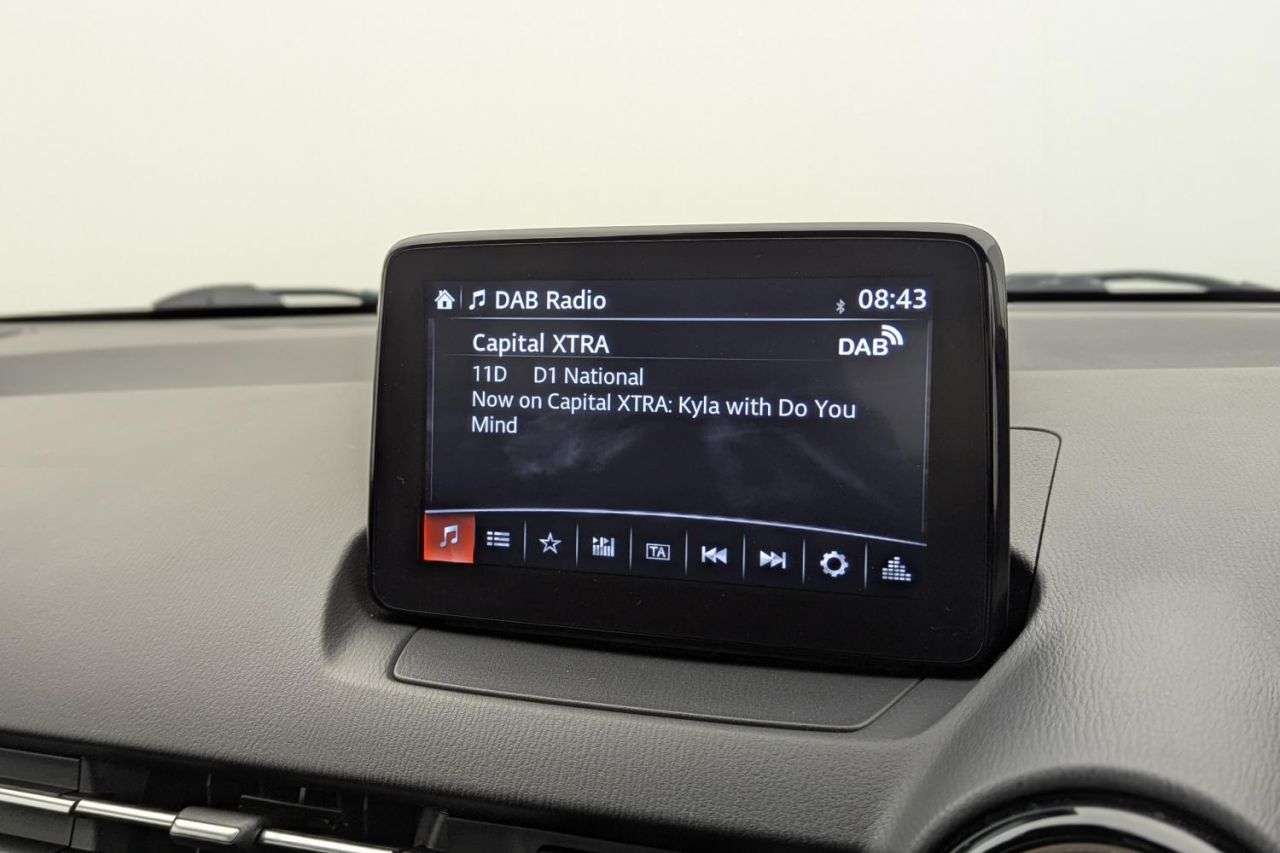 DAB Radio 08:43
Capital XTRA DAB
11D D1 National
Now on Capital XTRA: Kyla with Do You
Mind
TA